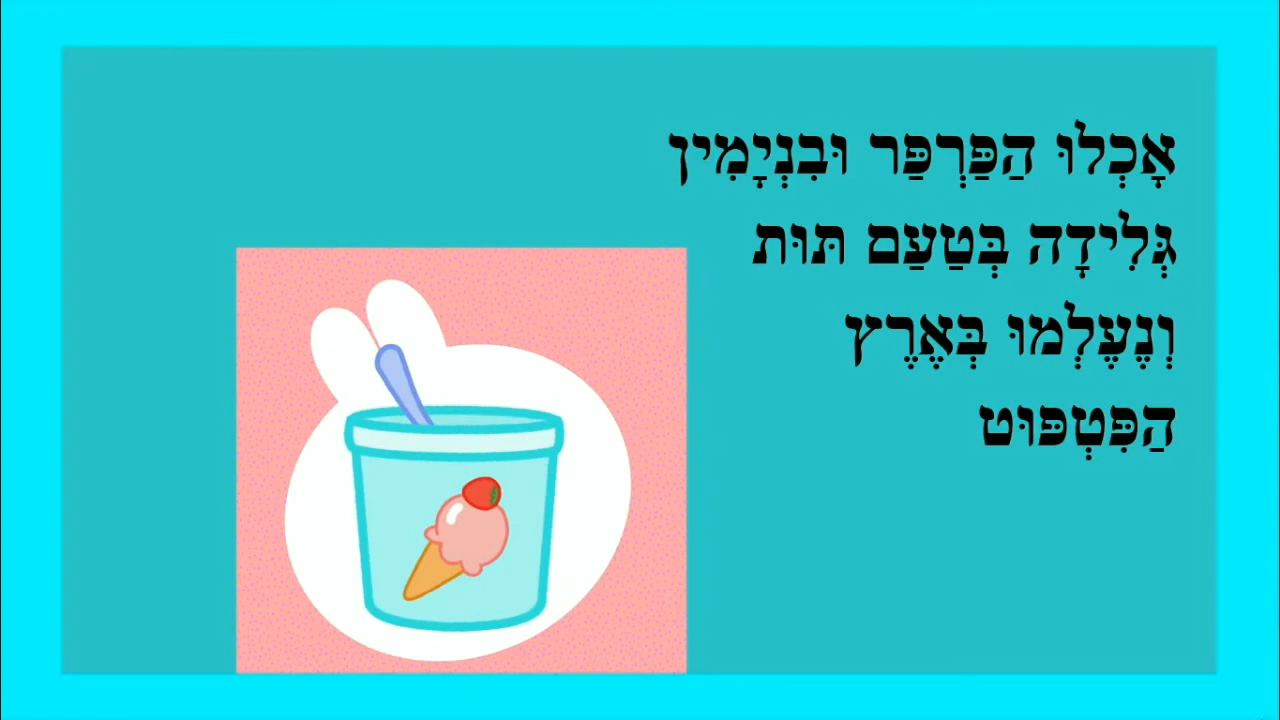 אָכְלוּ הַפַּרְפַּר וּבִנְיָמִין
גְּלִידָה בְּטַעַם תּוּת
וְנֶעֶלְמוּ בְּאֶרֶץ
הַפִּטְפּוּט